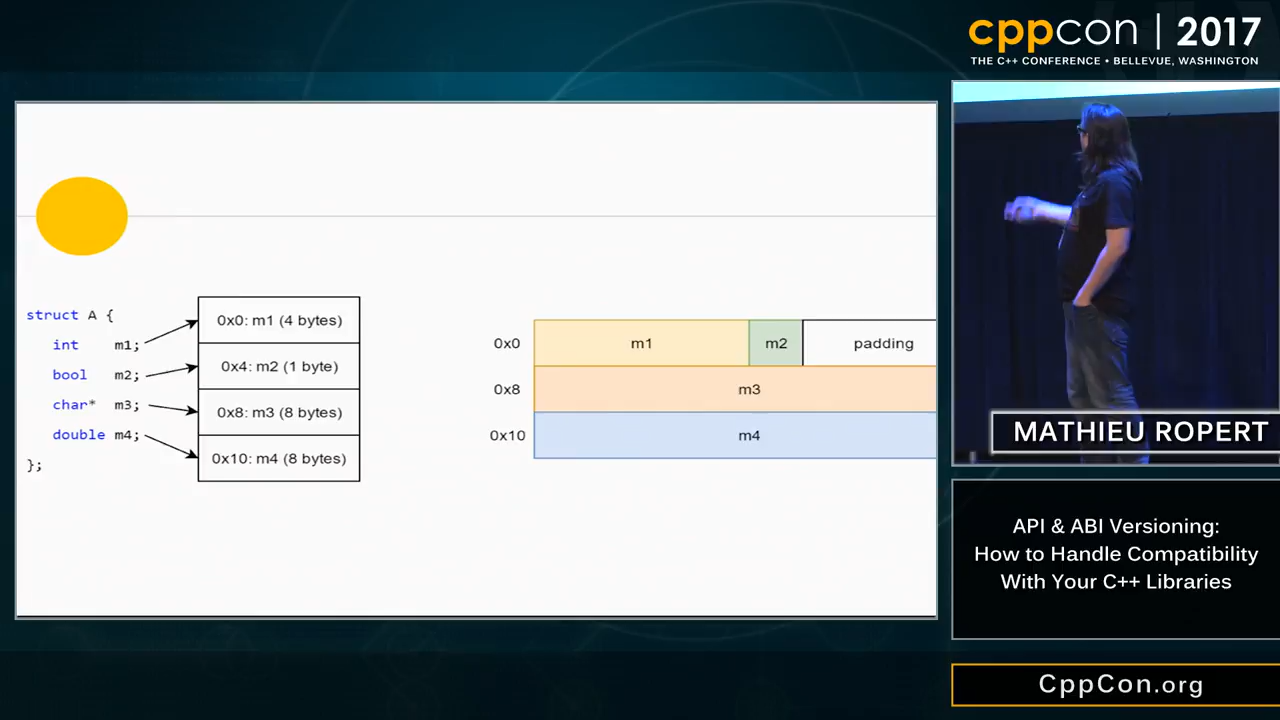 cppcon | 2017
THE C++ CONFERENCE • BELLEVUE, WASHINGTON
struct A {
int m1;
bool m2;
char* m3;
double m4;
};
0x0: m1 (4 bytes)
0x4: m2 (1 byte)
0x8: m3 (8 bytes)
0x10: m4 (8 bytes)
0x0 m1 m2 padding
0x8 m3
0x10 m4
MATHIEU ROPERT
API & ABI Versioning:
How to Handle Compatibility
With Your C++ Libraries
CppCon.org